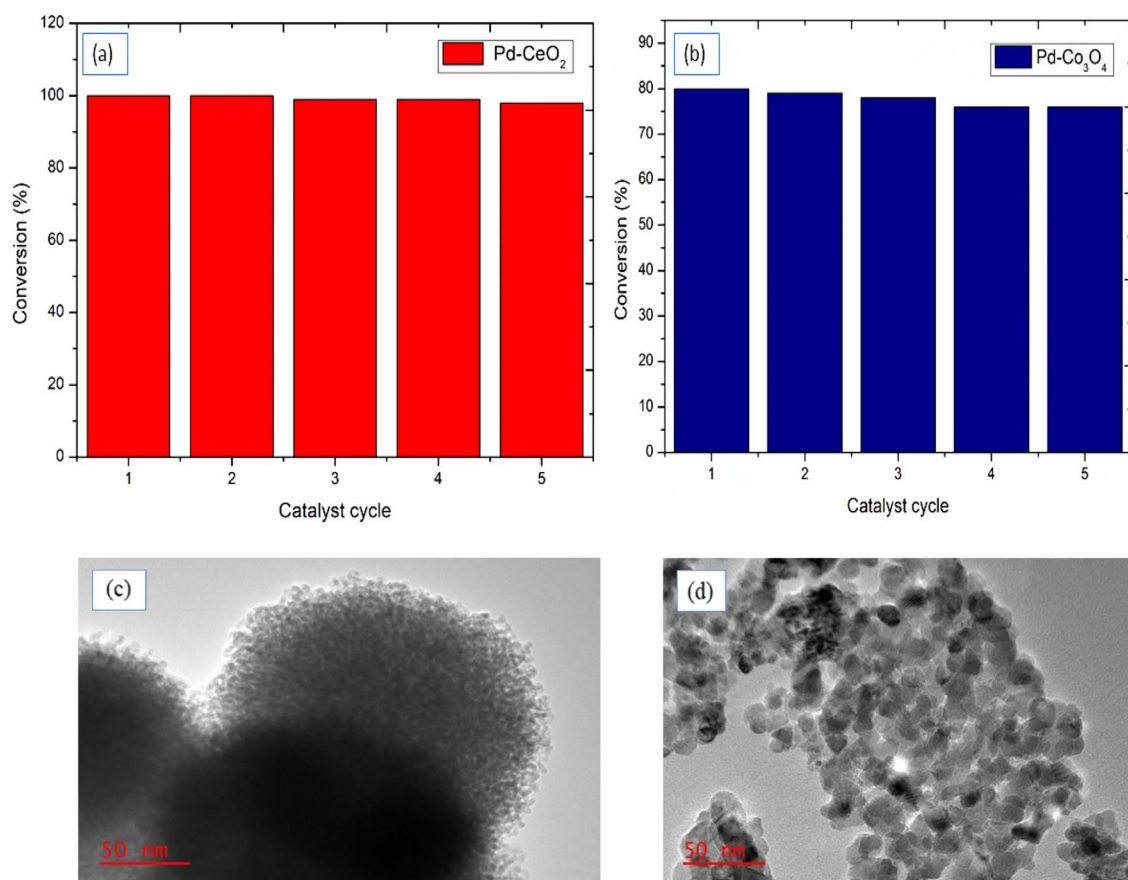 (a)
Pd-CeO₂
120
100
80
60
40
20
0
Conversion (%)
1 2 3 4 5
Catalyst cycle
(b)
Pd-Co₃O₄
90
80
70
60
50
40
30
20
10
0
Conversion (%)
1 2 3 4 5
Catalyst cycle
(c)
50 nm
(d)
50 nm